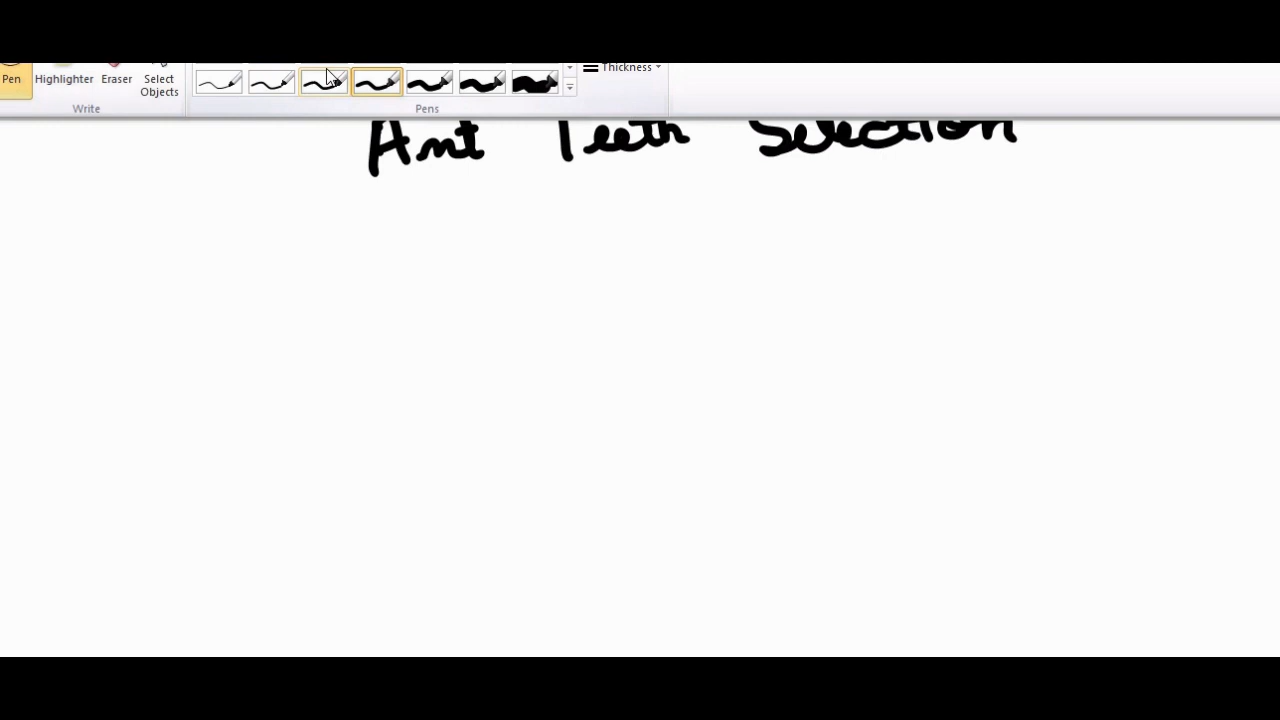 Thickness
Pen Highlighter Eraser Select Objects
Write Pens
Ant Teeth Selection